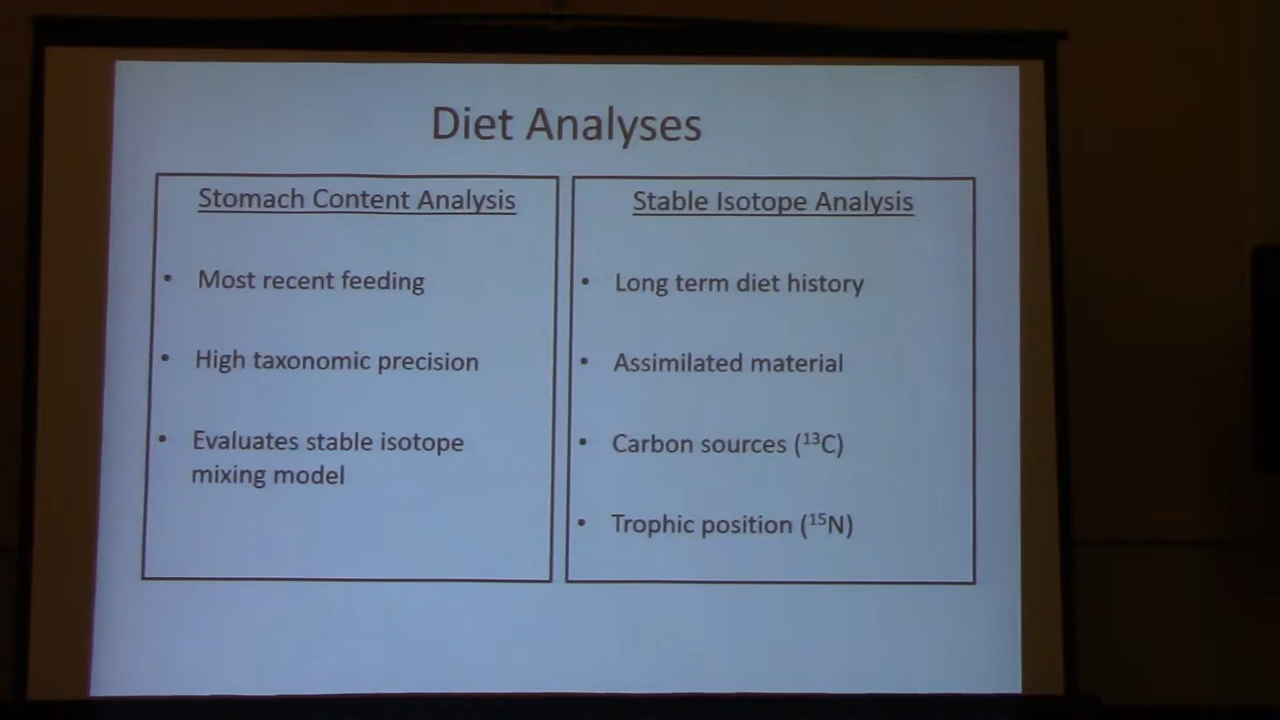 Diet Analyses
Stomach Content Analysis
• Most recent feeding
• High taxonomic precision
• Evaluates stable isotope
mixing model
Stable Isotope Analysis
• Long term diet history
• Assimilated material
• Carbon sources (¹³C)
• Trophic position (¹⁵N)